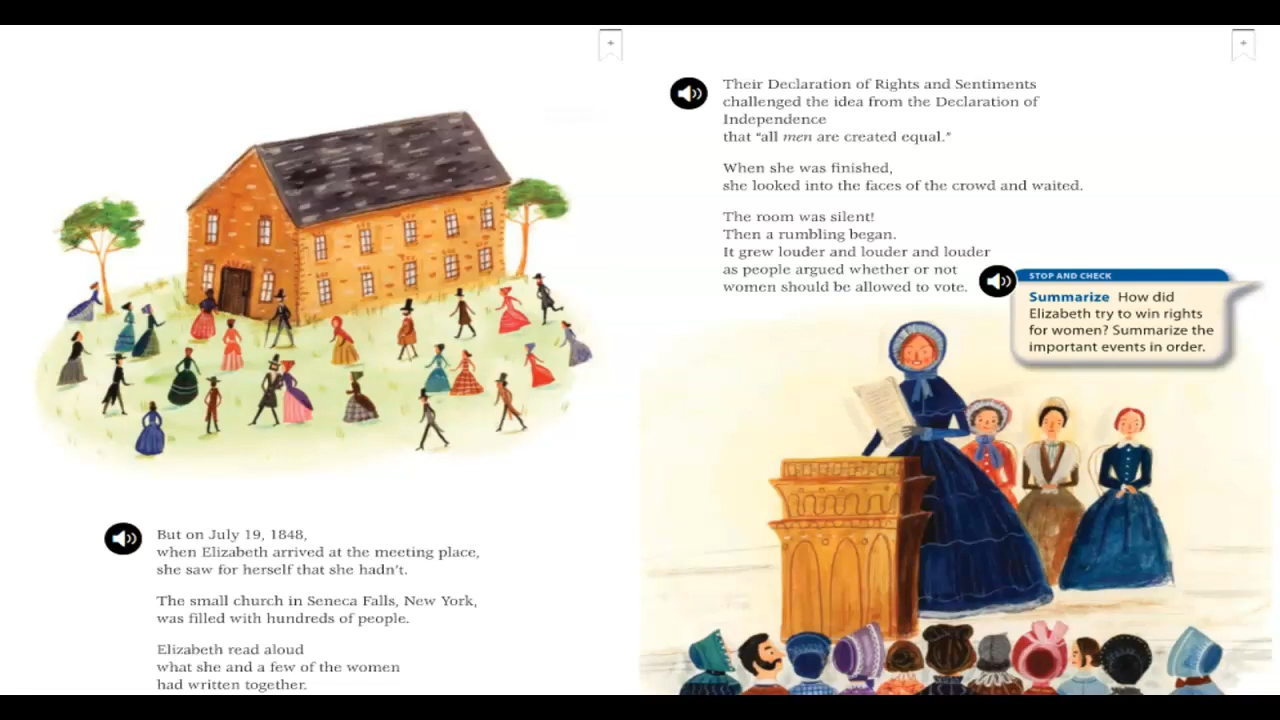 But on July 19, 1848,
when Elizabeth arrived at the meeting place,
she saw for herself that she hadn't.
The small church in Seneca Falls, New York,
was filled with hundreds of people.
Elizabeth read aloud
what she and a few of the women
had written together.
Their Declaration of Rights and Sentiments
challenged the idea from the Declaration of
Independence
that “all men are created equal.”
When she was finished,
she looked into the faces of the crowd and waited.
The room was silent!
Then a rumbling began.
It grew louder and louder and louder
as people argued whether or not
women should be allowed to vote.
STOP AND CHECK
Summarize How did
Elizabeth try to win rights
for women? Summarize the
important events in order.